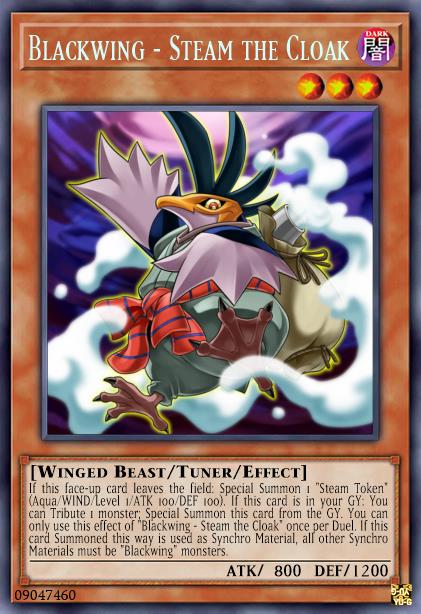 BLACKWING - STEAM THE CLOAK
DARK
闇
[WINGED BEAST/TUNER/EFFECT]
If this face-up card leaves the field: Special Summon 1 "Steam Token"
(Aqua/WIND/Level 1/ATK 100/DEF 100). If this card is in your GY: You
can Tribute 1 monster; Special Summon this card from the GY. You can
only use this effect of "Blackwing - Steam the Cloak" once per Duel. If this
card Summoned this way is used as Synchro Material, all other Synchro
Materials must be "Blackwing" monsters.
ATK/ 800 DEF/1200
09047460